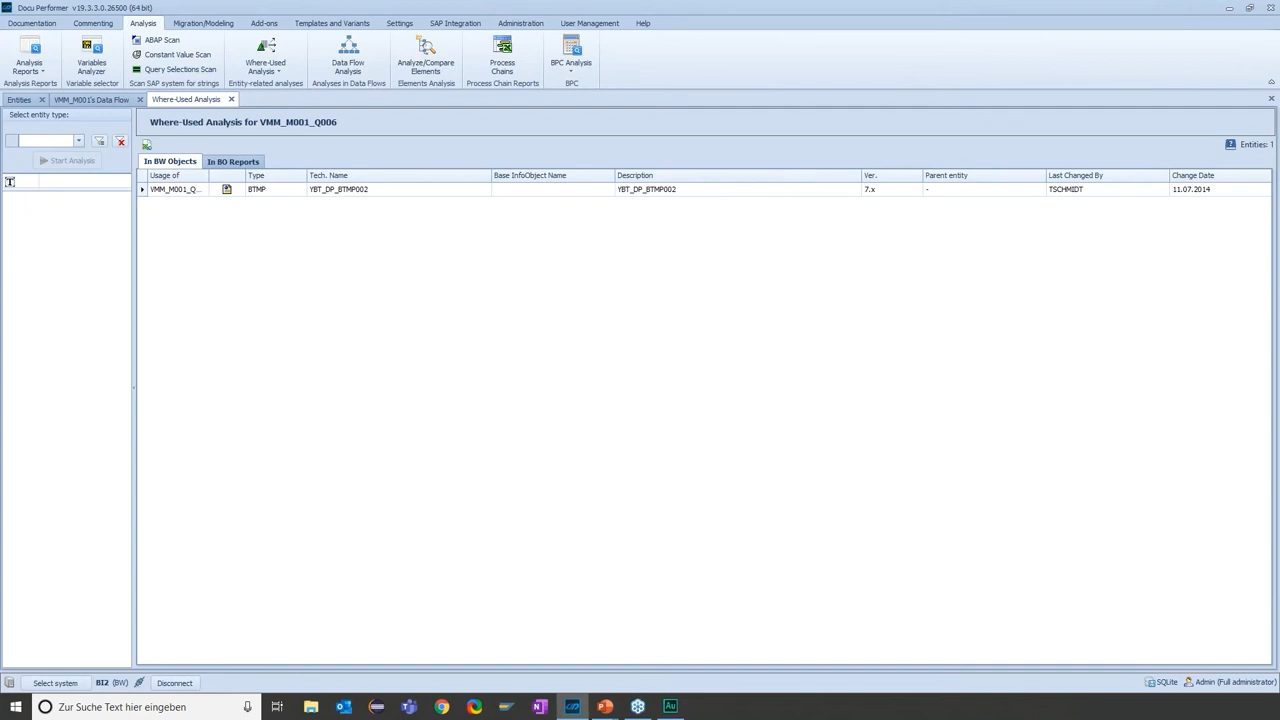 Docu Performer v19.3.3.0.26500 (64 bit)
Documentation Commenting Analysis Migration/Modeling Add-ons Templates and Variants Settings SAP Integration Administration User Management Help
Analysis Reports
Variables Analyzer
ABAP Scan
Constant Value Scan
Query Selections Scan
Where-Used Analysis
Data Flow Analysis
Analyze/Compare Elements
Process Chains
BPC Analysis
Analysis Reports Variable selector Scan SAP system for strings Entity-related analyses Analyses in Data Flows Elements Analysis Process Chain Reports BPC
Entities VMM_M001's Data Flow Where-Used Analysis
Select entity type:
Start Analysis
Where-Used Analysis for VMM_M001_Q006
Entities: 1
In BW Objects In BO Reports
Usage of Type Tech. Name Base InfoObject Name Description Ver. Parent entity Last Changed By Change Date
VMM_M001_Q... BTMP YBT_DP_BTMP002 YBT_DP_BTMP002 7.x - TSCHMIDT 11.07.2014
Select system BI2 (BW) Disconnect SQLite Admin (Full administrator)
Zur Suche Text hier eingeben